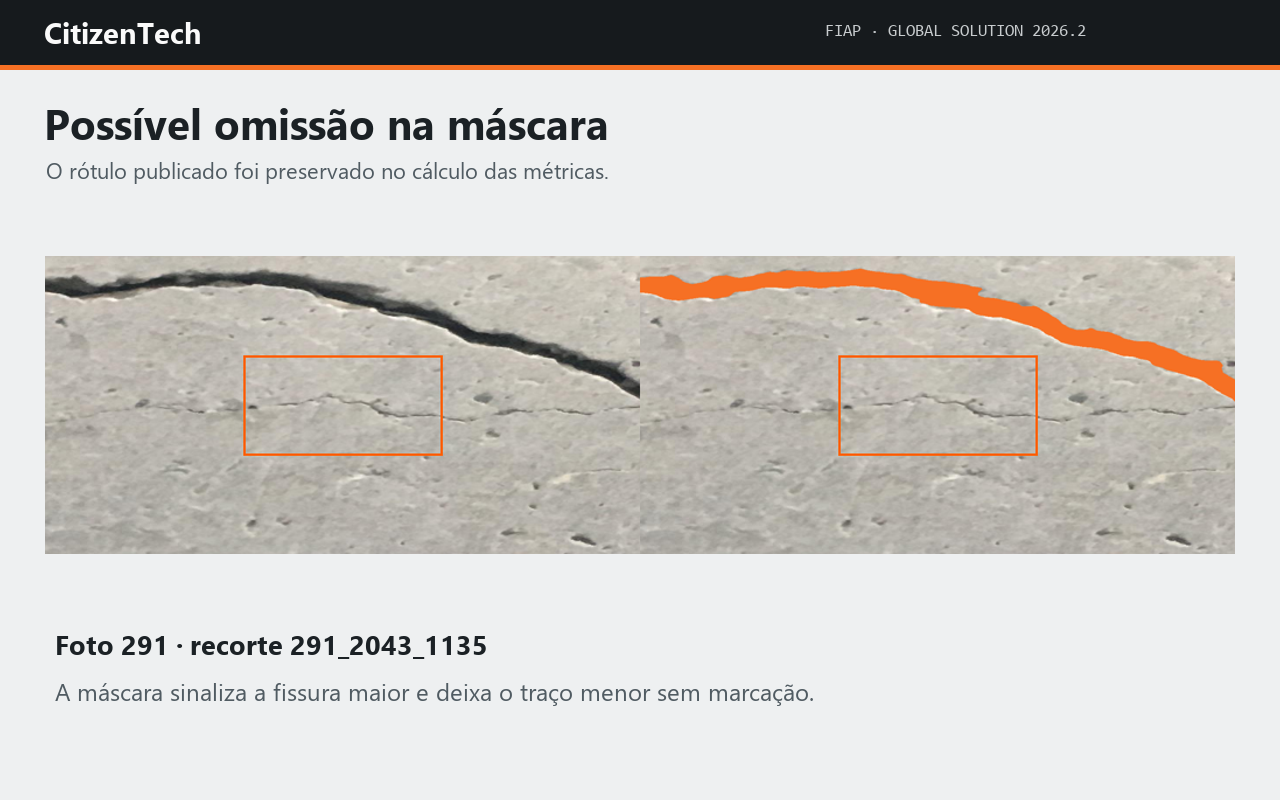 CitizenTech
FIAP · GLOBAL SOLUTION 2026.2
Possível omissão na máscara
O rótulo publicado foi preservado no cálculo das métricas.
Foto 291 · recorte 291_2043_1135
A máscara sinaliza a fissura maior e deixa o traço menor sem marcação.